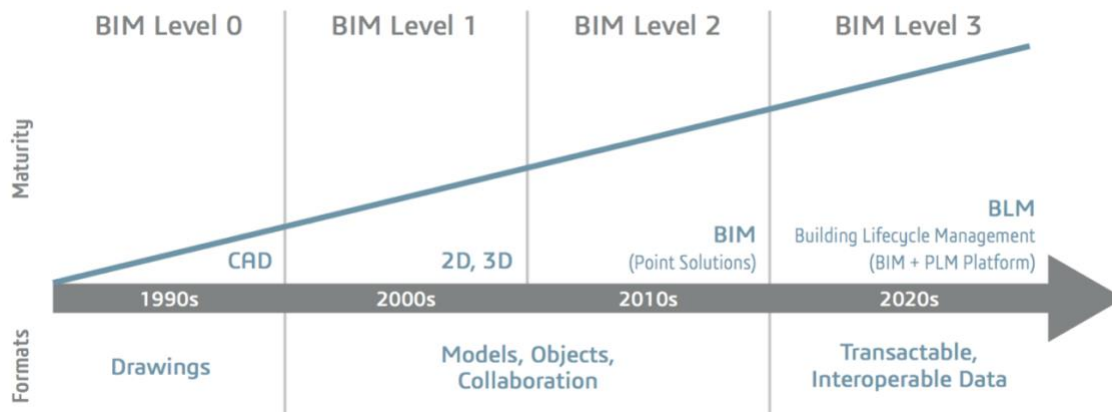 BIM Level 0
BIM Level 1
BIM Level 2
BIM Level 3
Maturity
CAD
2D, 3D
BIM
(Point Solutions)
BLM
Building Lifecycle Management
(BIM + PLM Platform)
1990s
2000s
2010s
2020s
Formats
Drawings
Models, Objects,
Collaboration
Transactable,
Interoperable Data